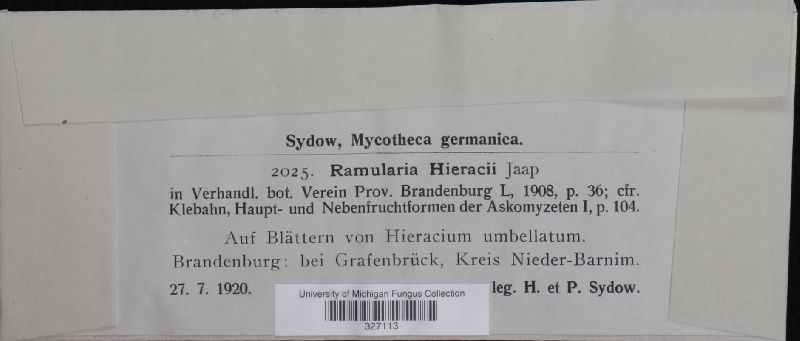 Sydow, Mycotheca germanica.
2025. Ramularia Hieracii Jaap
in Verhandl. bot. Verein Prov. Brandenburg L, 1908, p. 36; cfr.
Klebahn, Haupt- und Nebenfruchtformen der Askomyzeten I, p. 104.
Auf Blättern von Hieracium umbellatum.
Brandenburg: bei Grafenbrück, Kreis Nieder-Barnim.
27. 7. 1920. leg. H. et P. Sydow.
University of Michigan Fungus Collection
327113